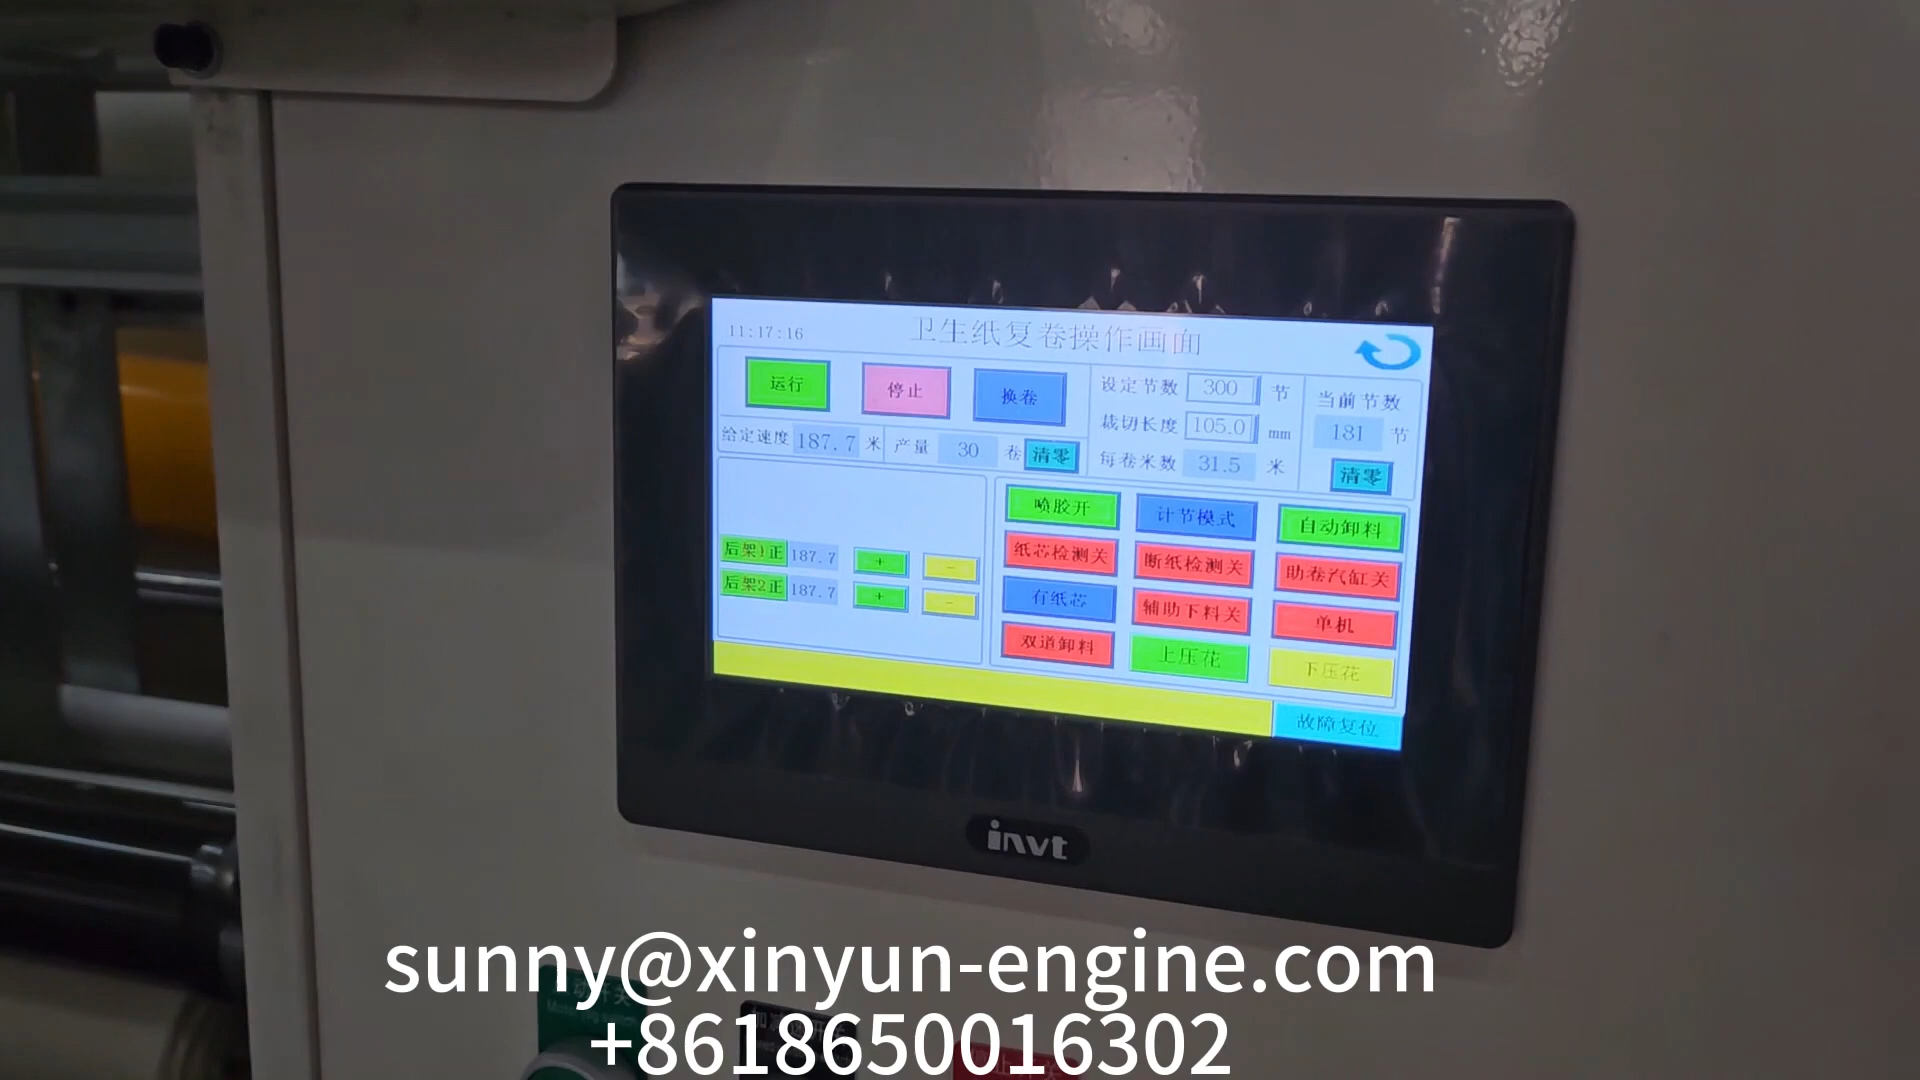 11:17:16 卫生纸复卷操作画面
运行 停止 换卷
设定节数 300 节
当前节数
裁切长度 105.0 mm
181 节
给定速度 187.7 米 产量 30 卷 清零
每卷米数 31.5 米
清零
喷胶开 计节模式 自动卸料
后架1正 187.7 + -
纸芯检测关 断纸检测关 助卷汽缸关
后架2正 187.7 + -
有纸芯 辅助下料关 单机
双道卸料 上压花 下压花
故障复位
invt
sunny@xinyun-engine.com
+8618650016302